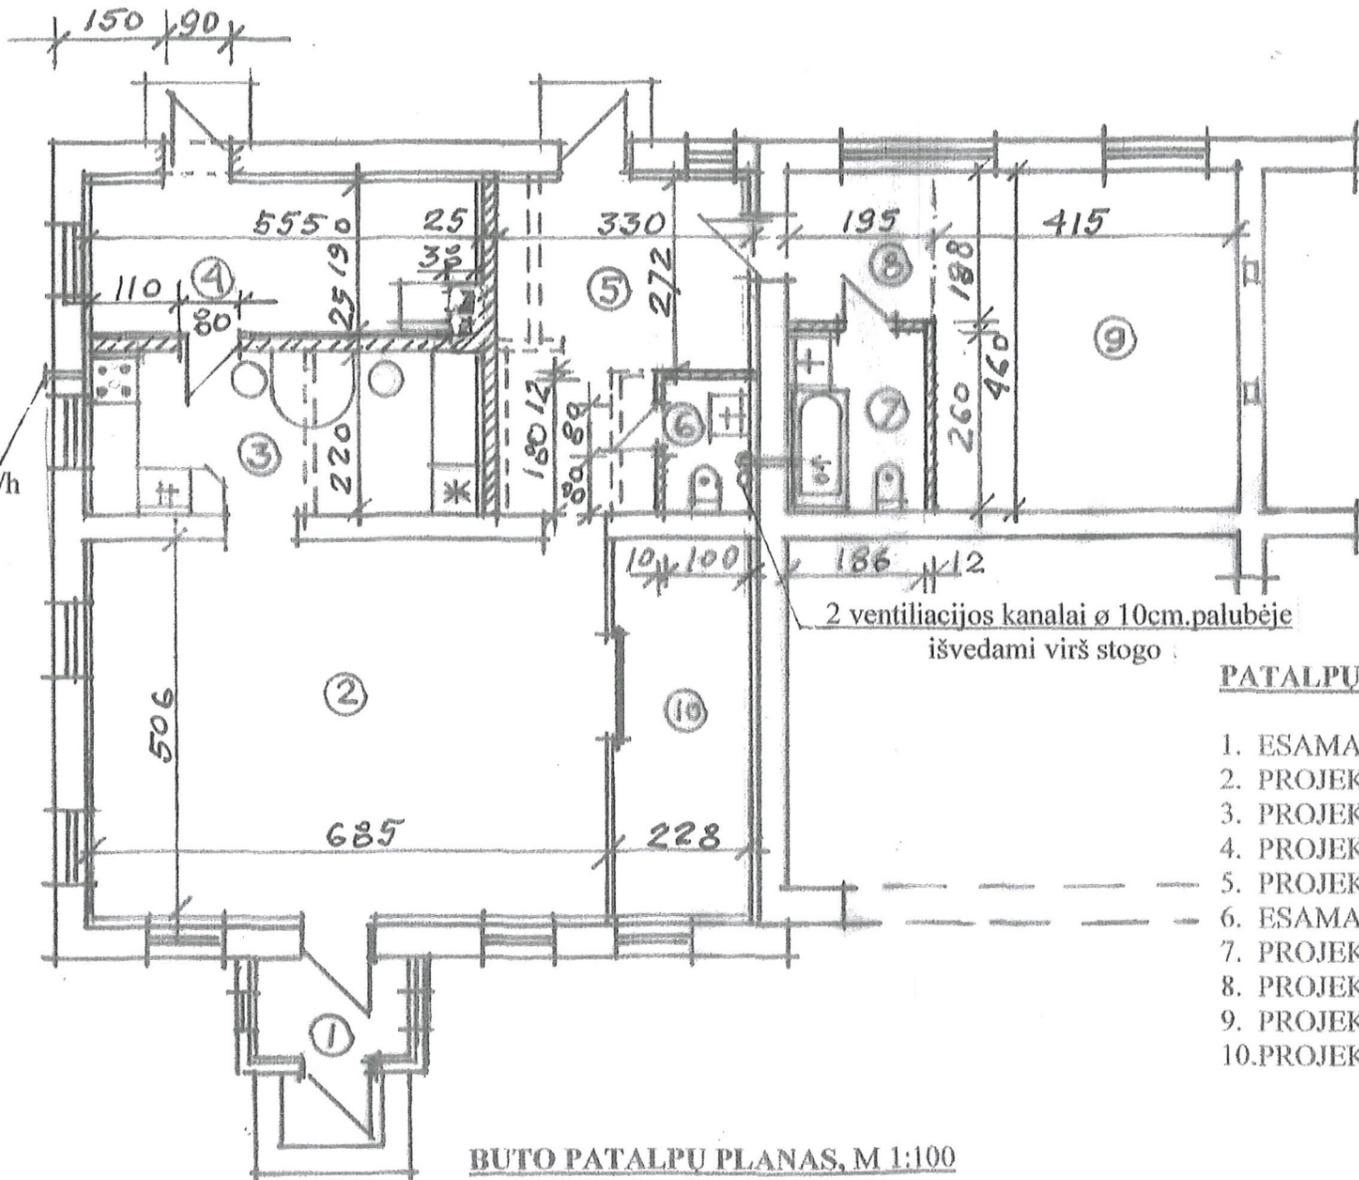 150 90
555 25 330 195 415
190 38 272 188
4 5 8
110 80 25
9
460
12 80 6 7 260
3 220 180 80
/h
10 100 186 12
2 ventiliacijos kanalai ø 10cm.palubėje
išvedami virš stogo
PATALPŲ
2 10
506
1. ESAMA
2. PROJEK
3. PROJEK
4. PROJEK
685 228
5. PROJEK
6. ESAMA
7. PROJEK
8. PROJEK
9. PROJEK
10.PROJEK
1
BUTO PATALPŲ PLANAS, M 1:100